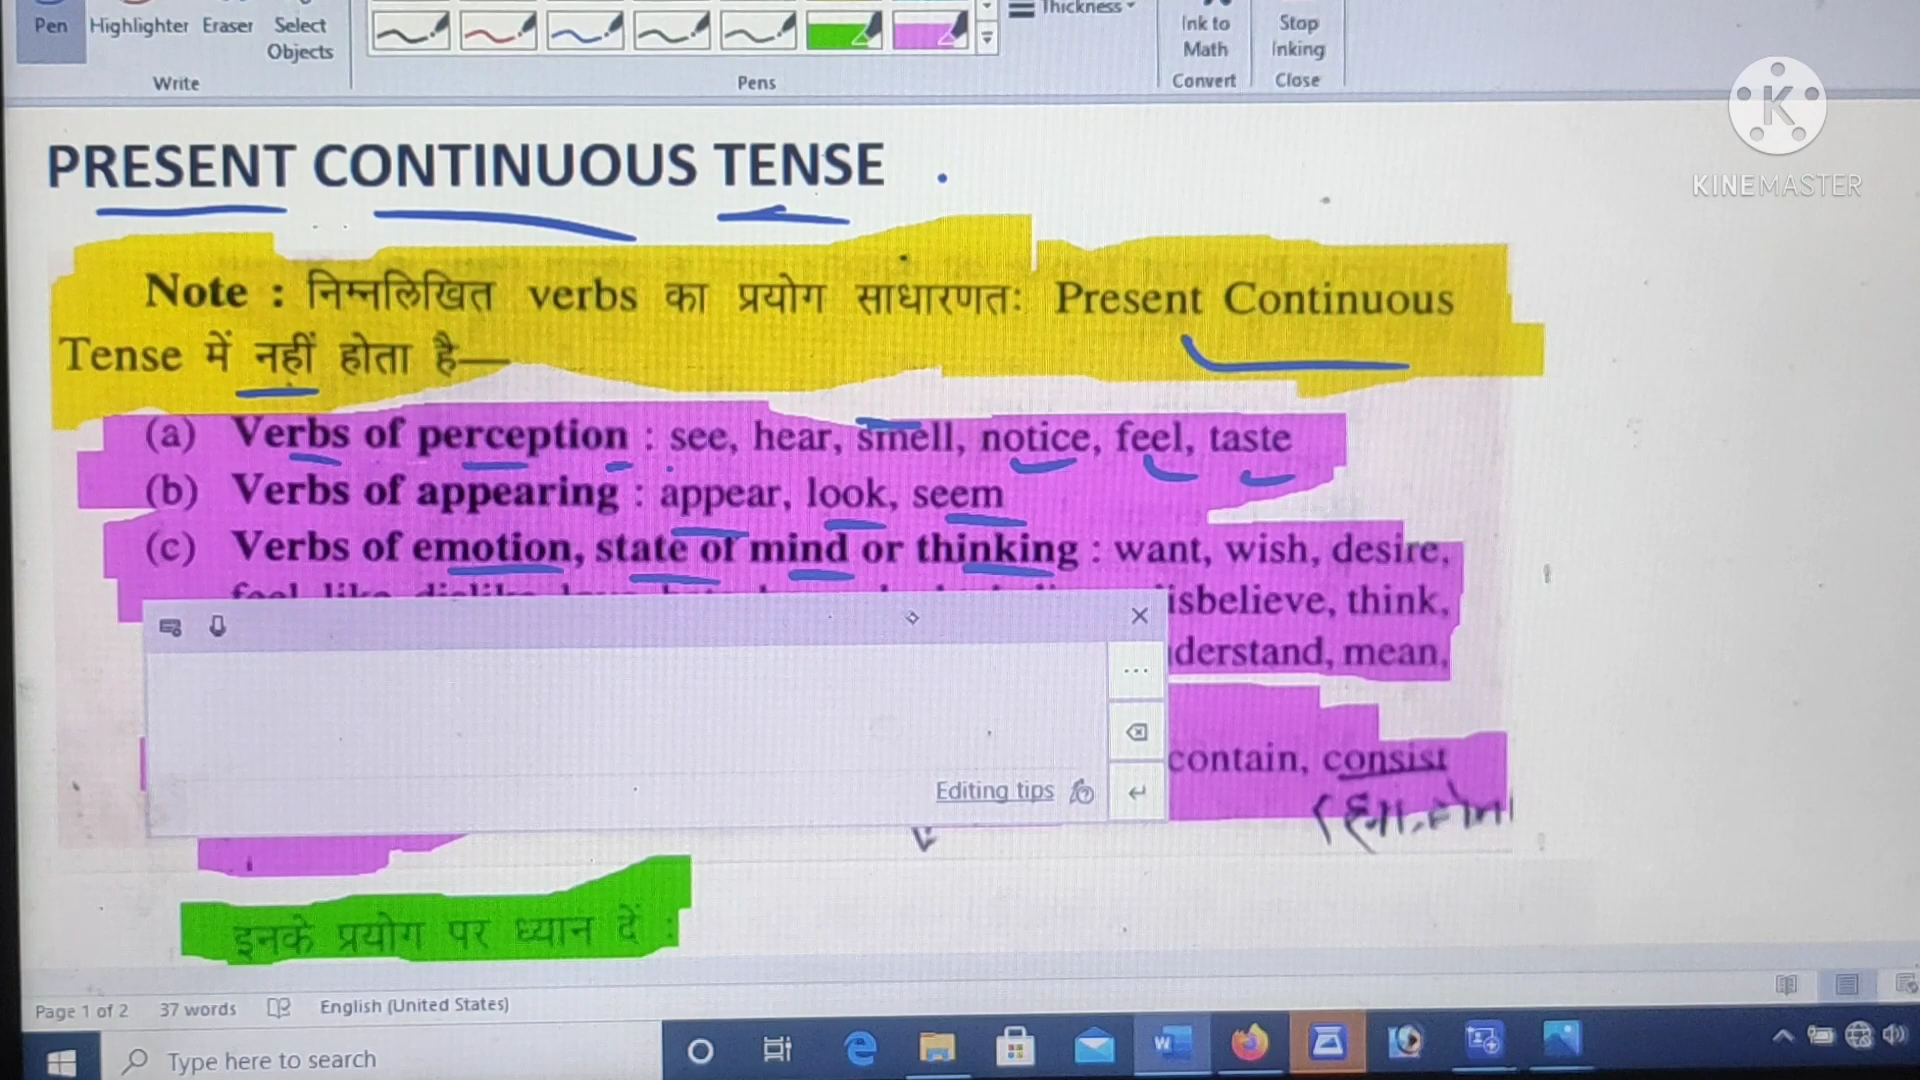 Pen Highlighter Eraser Select Objects
Thickness
Ink to Math
Stop Inking
Write
Pens
Convert
Close
KINEMASTER
PRESENT CONTINUOUS TENSE .
Note : निम्नलिखित verbs का प्रयोग साधारणतः Present Continuous
Tense में नहीं होता है—
(a) Verbs of perception : see, hear, smell, notice, feel, taste
(b) Verbs of appearing : appear, look, seem
(c) Verbs of emotion, state of mind or thinking : want, wish, desire,
isbelieve, think,
derstand, mean,
contain, consist
Editing tips
इनके प्रयोग पर ध्यान दें :
Page 1 of 2 37 words English (United States)
Type here to search